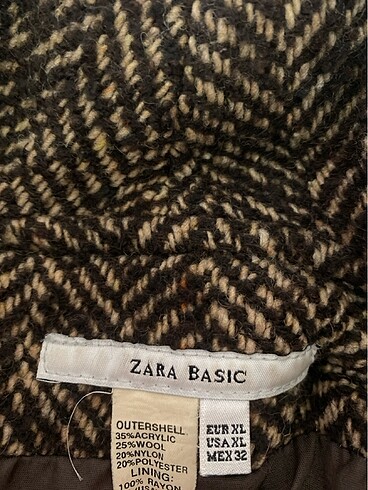 ZARA BASIC
OUTERSHELL
35%ACRYLIC
25%WOOL
20%NYLON
20%POLYESTER
LINING:
100% RAYON
EUR XL
USA XL
MEX 32